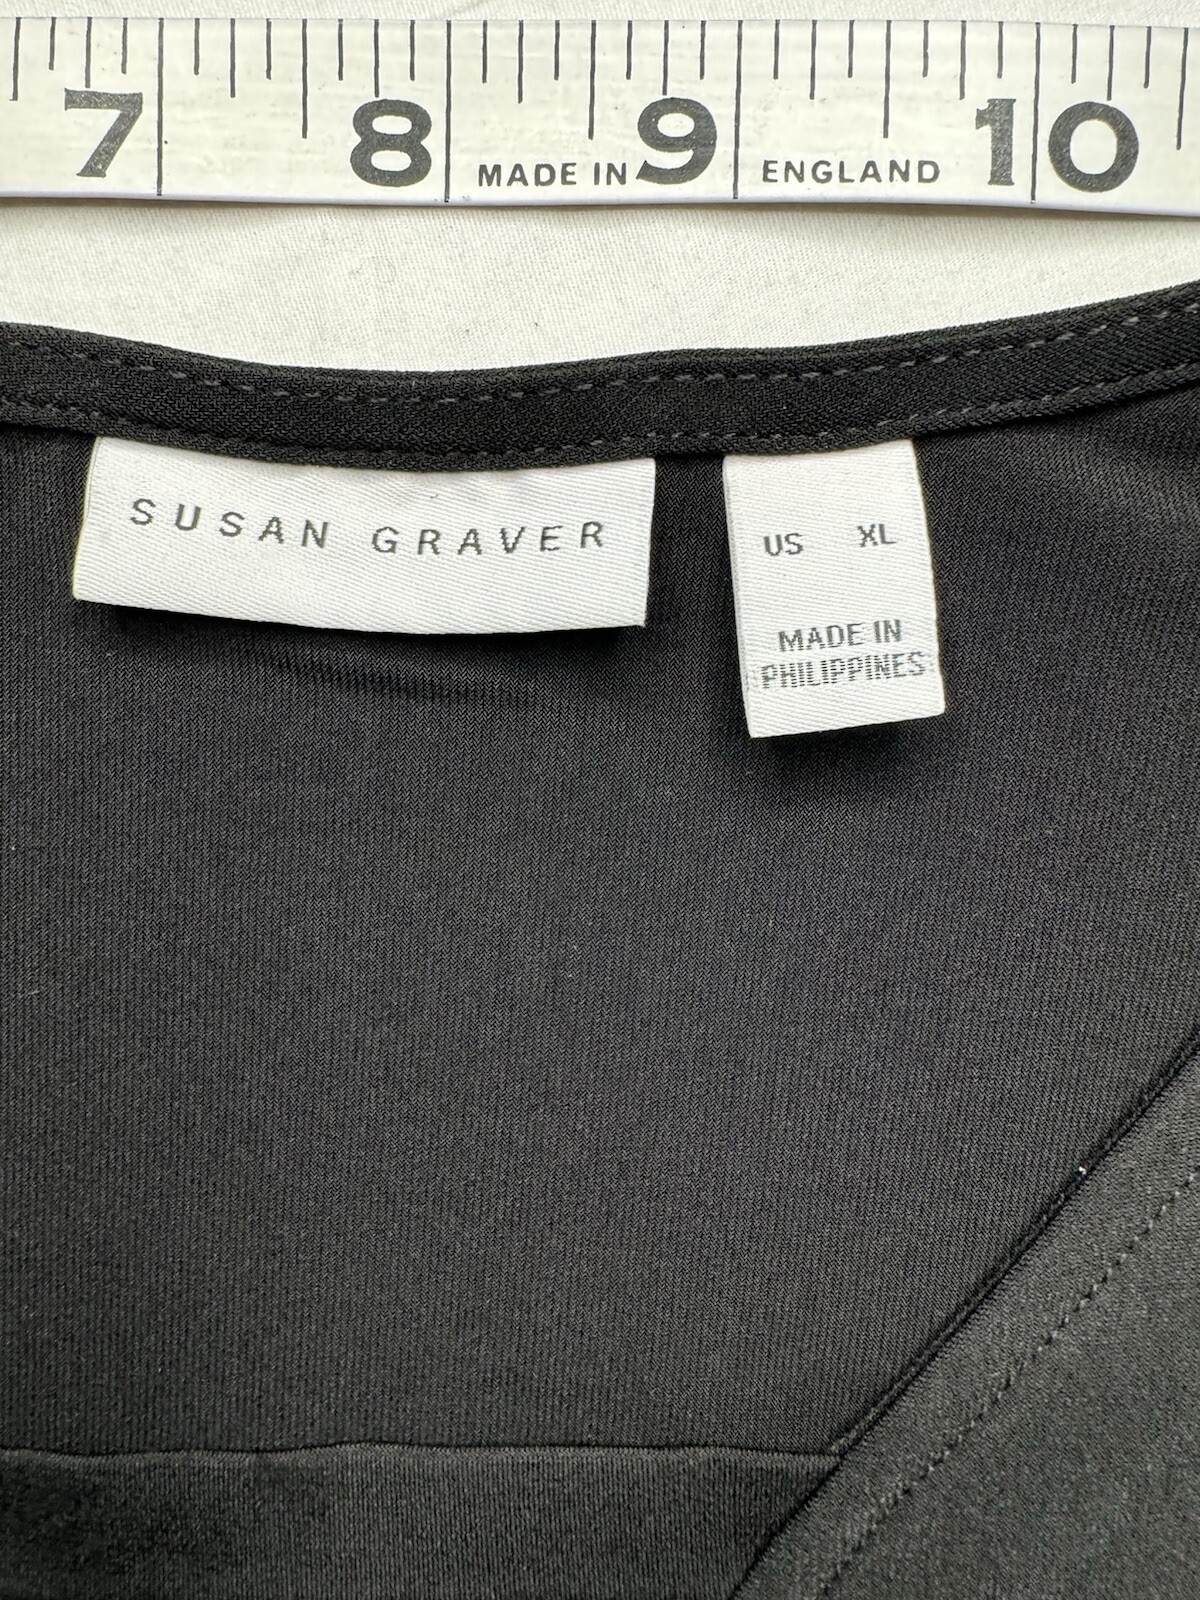 7 8 MADE IN 9 ENGLAND 10
SUSAN GRAVER
US XL
MADE IN
PHILIPPINES